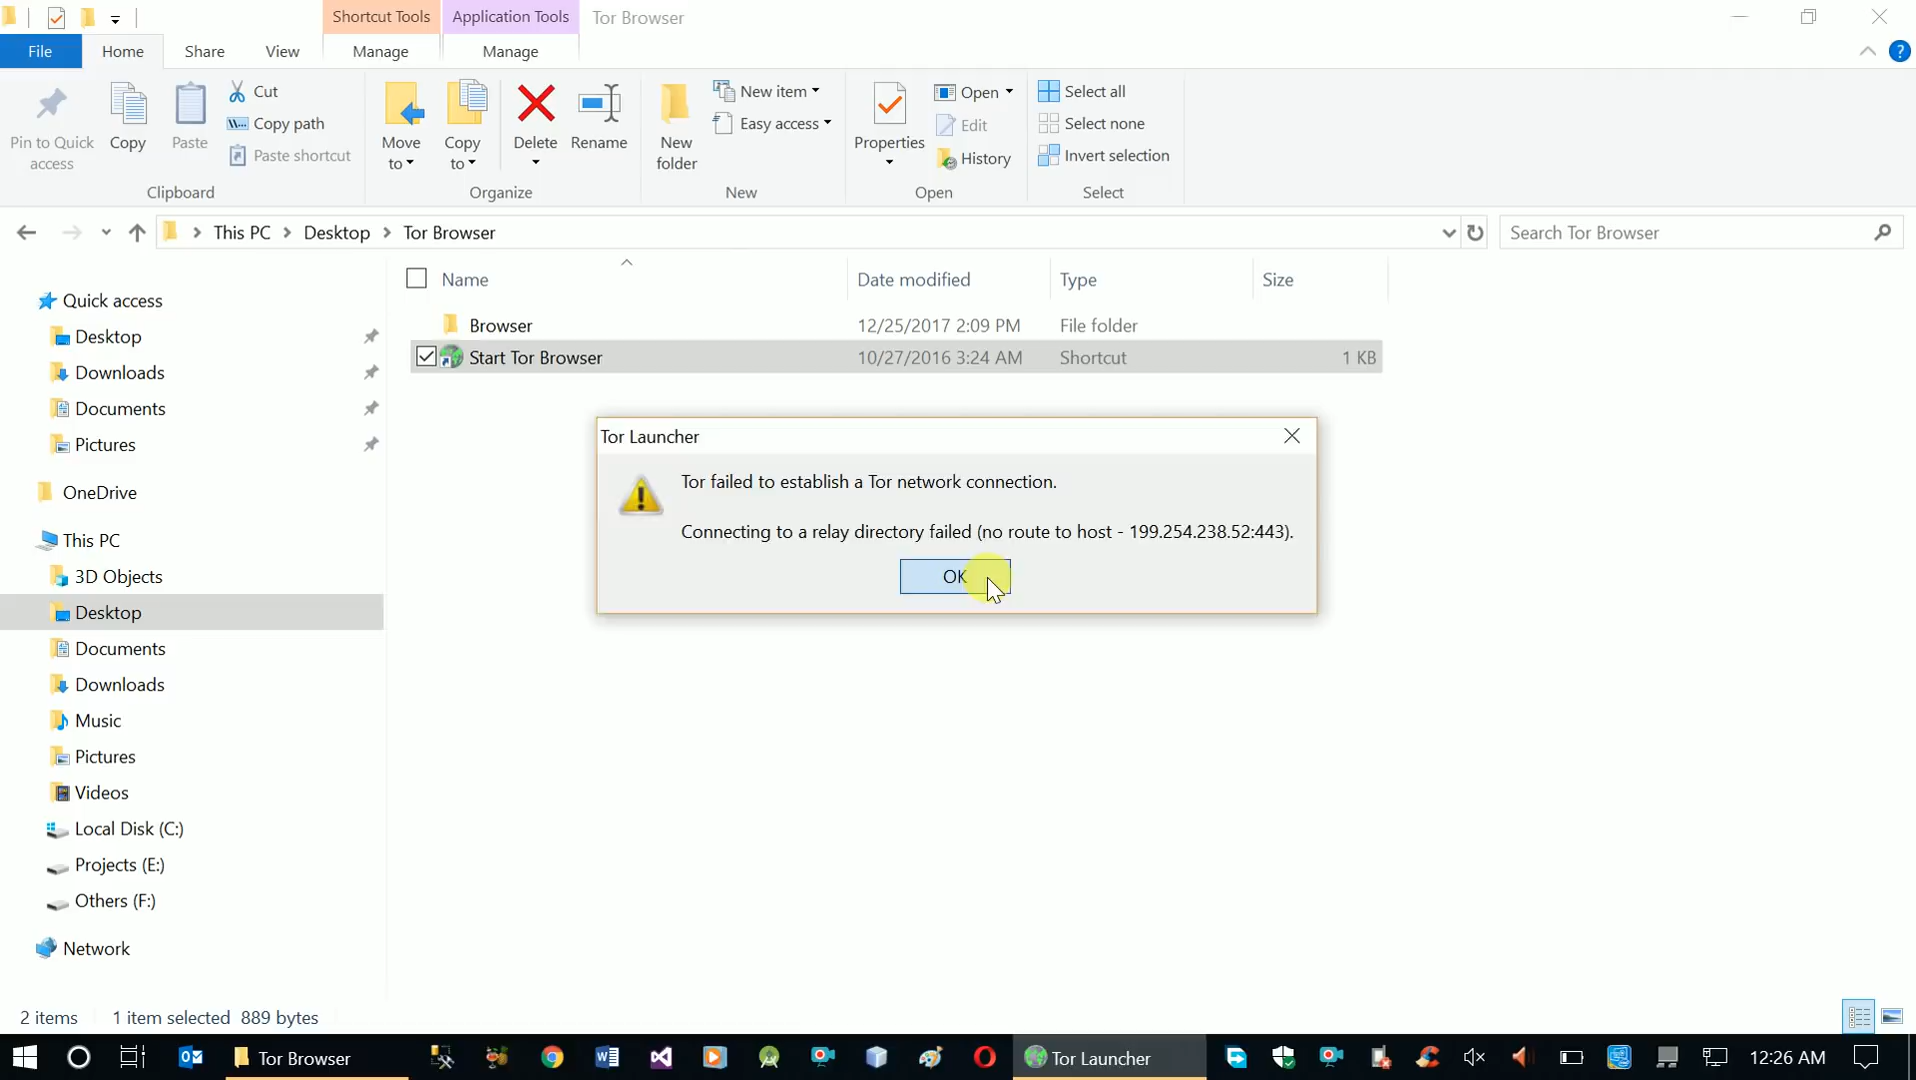 Shortcut Tools
Application Tools
Tor Browser
File
Home
Share
View
Manage
Manage
Pin to Quick access
Copy
Paste
Cut
Copy path
Paste shortcut
Clipboard
Move to
Copy to
Delete
Rename
Organize
New folder
New item
Easy access
New
Properties
Open
Edit
History
Open
Select all
Select none
Invert selection
Select
This PC > Desktop > Tor Browser
Search Tor Browser
Name
Date modified
Type
Size
Browser 12/25/2017 2:09 PM File folder
Start Tor Browser 10/27/2016 3:24 AM Shortcut 1 KB
Quick access
Desktop
Downloads
Documents
Pictures
OneDrive
This PC
3D Objects
Desktop
Documents
Downloads
Music
Pictures
Videos
Local Disk (C:)
Projects (E:)
Others (F:)
Network
Tor Launcher
Tor failed to establish a Tor network connection.
Connecting to a relay directory failed (no route to host - 199.254.238.52:443).
OK
2 items 1 item selected 889 bytes
Tor Browser
Tor Launcher
12:26 AM